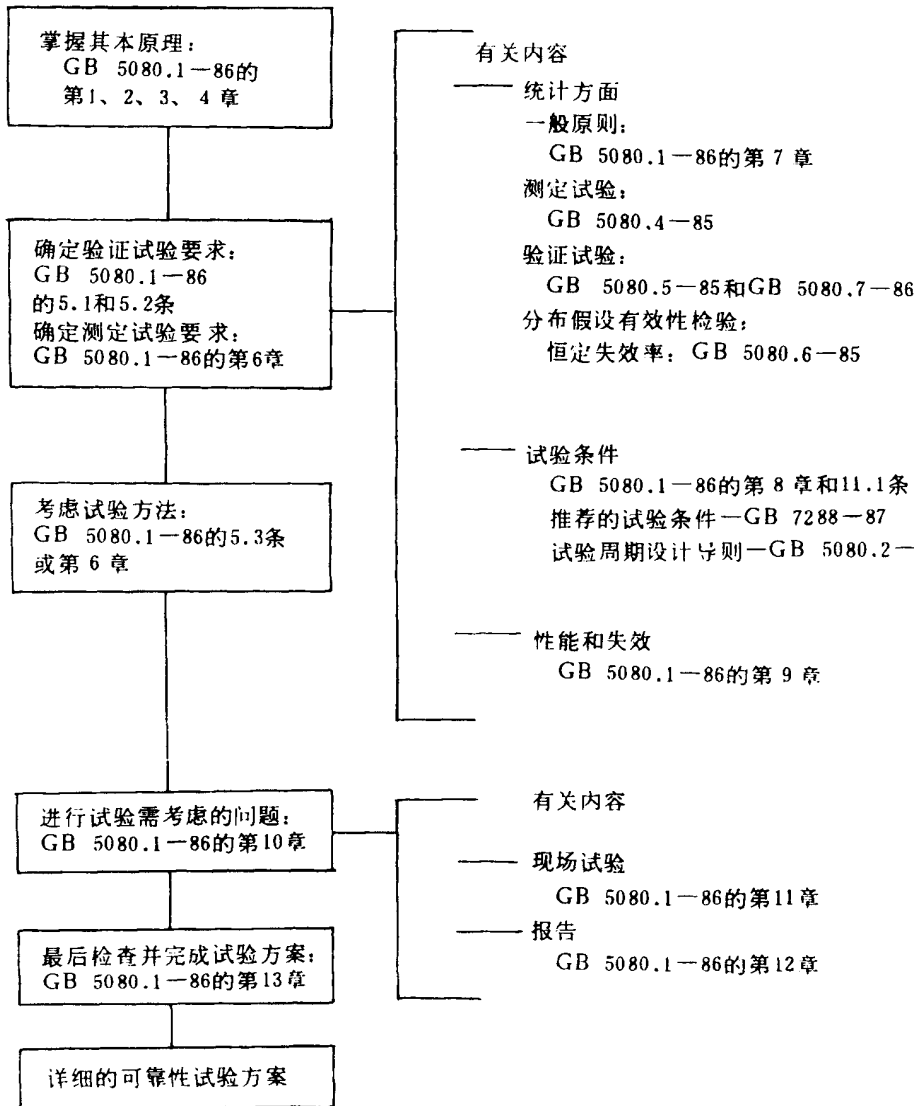 掌握其本原理：
GB 5080.1—86的
第1、2、3、4章
确定验证试验要求：
GB 5080.1—86
的5.1和5.2条
确定测定试验要求：
GB 5080.1—86的第6章
考虑试验方法：
GB 5080.1—86的5.3条
或第 6 章
进行试验需考虑的问题：
GB 5080.1—86的第10章
最后检查并完成试验方案：
GB 5080.1—86的第13章
详细的可靠性试验方案
有关内容
统计方面
一般原则：
GB 5080.1—86的第 7 章
测定试验：
GB 5080.4—85
验证试验：
GB 5080.5—85和GB 5080.7—86
分布假设有效性检验：
恒定失效率：GB 5080.6—85
试验条件
GB 5080.1—86的第 8 章和11.1条
推荐的试验条件—GB 7288—87
试验周期设计导则—GB 5080.2—
性能和失效
GB 5080.1—86的第 9 章
有关内容
现场试验
GB 5080.1—86的第11章
报告
GB 5080.1—86的第12章